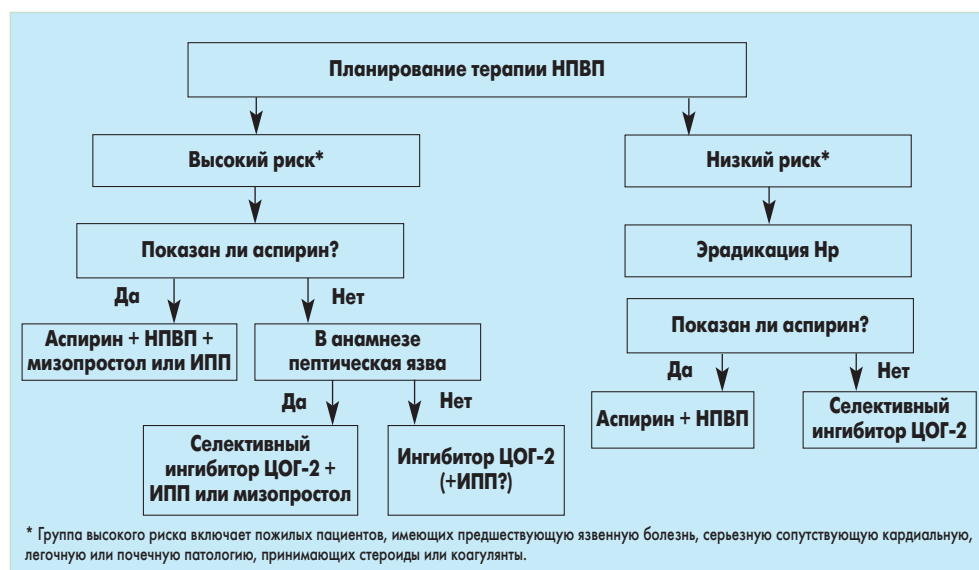 Планирование терапии НПВП
Высокий риск*
Низкий риск*
Показан ли аспирин?
Эрадикация Нр
Да
Нет
Показан ли аспирин?
Аспирин + НПВП +
мизопростол или ИПП
В анамнезе
пептическая язва
Да
Нет
Да
Нет
Аспирин + НПВП
Селективный
ингибитор ЦОГ-2
Селективный
ингибитор ЦОГ-2 +
ИПП или мизопростол
Ингибитор ЦОГ-2
(+ИПП?)
* Группа высокого риска включает пожилых пациентов, имеющих предшествующую язвенную болезнь, серьезную сопутствующую кардиальную,
легочную или почечную патологию, принимающих стероиды или коагулянты.